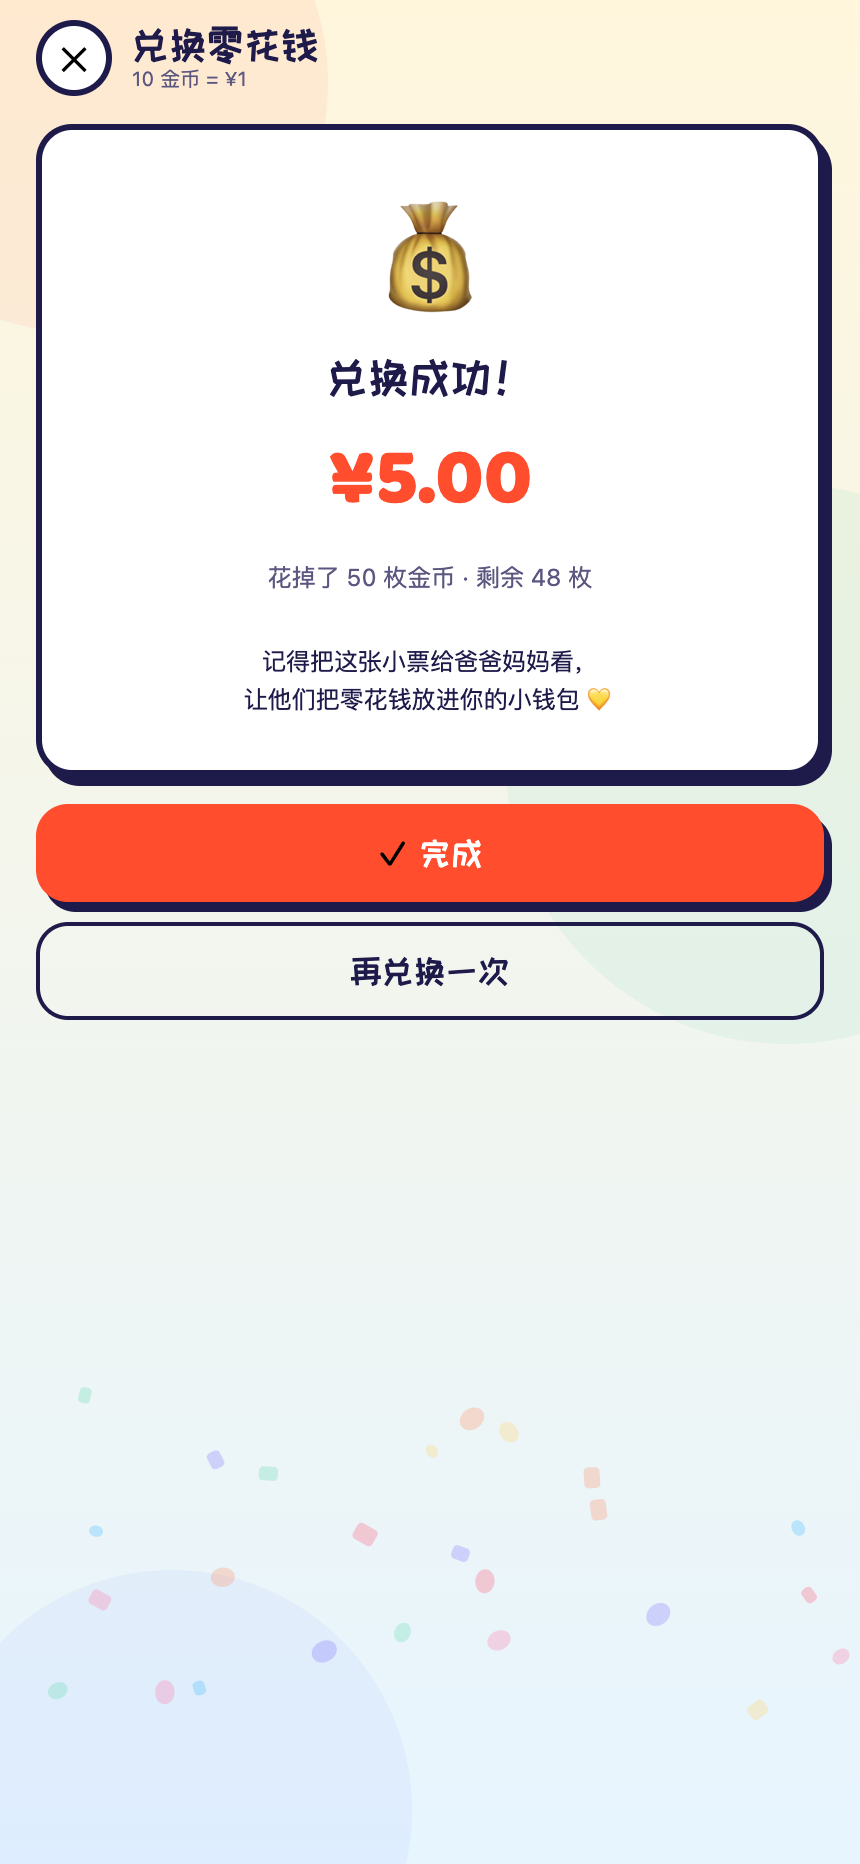 兑换零花钱
10 金币 = ¥1
$
兑换成功！
¥5.00
花掉了 50 枚金币 · 剩余 48 枚
记得把这张小票给爸爸妈妈看，
让他们把零花钱放进你的小钱包 💛
✓ 完成
再兑换一次